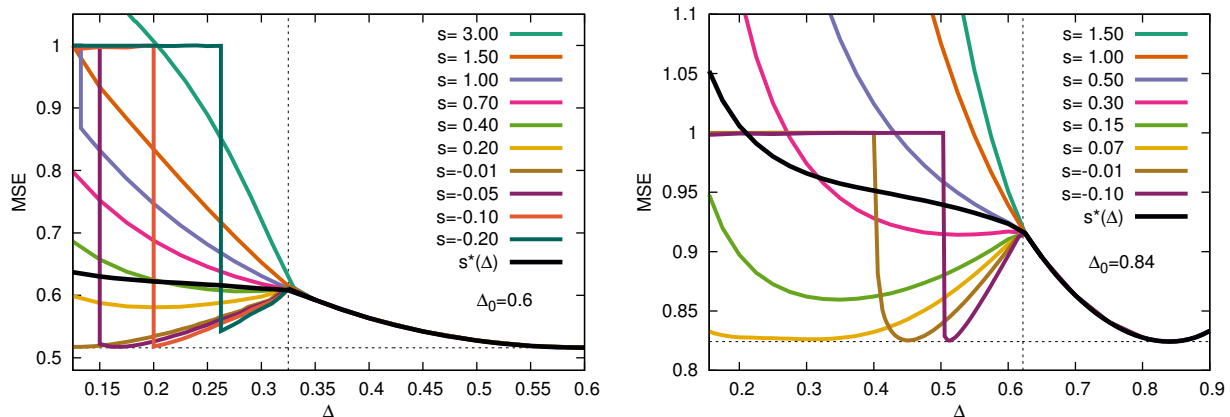 MSE
1
0.9
0.8
0.7
0.6
0.5
0.15 0.2 0.25 0.3 0.35 0.4 0.45 0.5 0.55 0.6
Δ
s= 3.00
s= 1.50
s= 1.00
s= 0.70
s= 0.40
s= 0.20
s=-0.01
s=-0.05
s=-0.10
s=-0.20
s*(Δ)
Δ0=0.6
MSE
1.1
1.05
1
0.95
0.9
0.85
0.8
0.2 0.3 0.4 0.5 0.6 0.7 0.8 0.9
Δ
s= 1.50
s= 1.00
s= 0.50
s= 0.30
s= 0.15
s= 0.07
s=-0.01
s=-0.10
s*(Δ)
Δ0=0.84